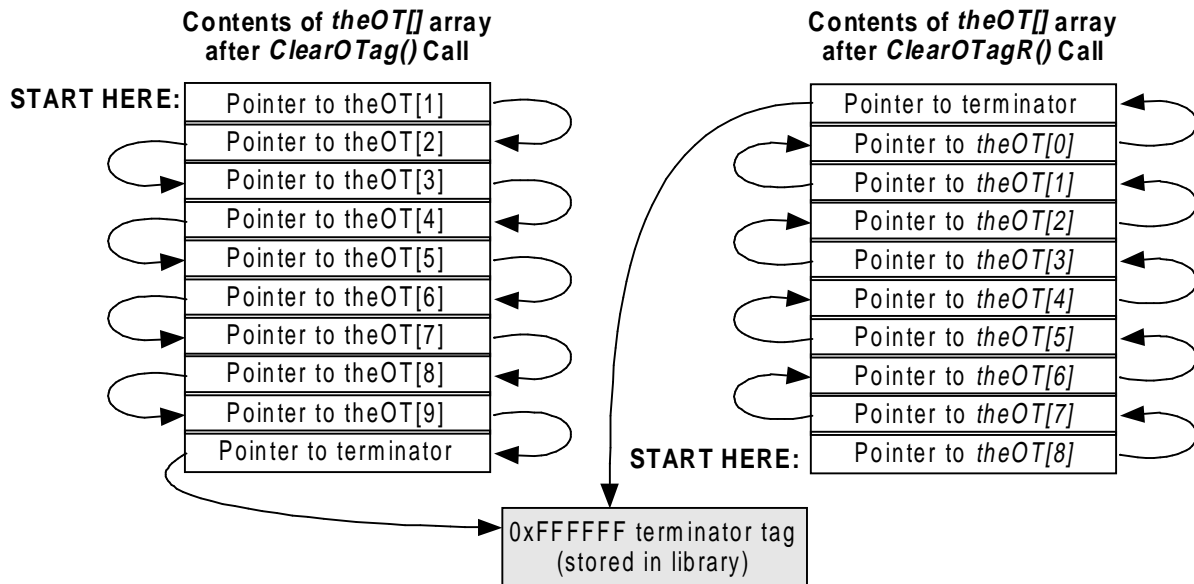 Contents of theOT[] array
after ClearOTag() Call
START HERE:
Pointer to theOT[1]
Pointer to theOT[2]
Pointer to theOT[3]
Pointer to theOT[4]
Pointer to theOT[5]
Pointer to theOT[6]
Pointer to theOT[7]
Pointer to theOT[8]
Pointer to theOT[9]
Pointer to terminator
Contents of theOT[] array
after ClearOTagR() Call
Pointer to terminator
Pointer to theOT[0]
Pointer to theOT[1]
Pointer to theOT[2]
Pointer to theOT[3]
Pointer to theOT[4]
Pointer to theOT[5]
Pointer to theOT[6]
Pointer to theOT[7]
START HERE:
Pointer to theOT[8]
0xFFFFFF terminator tag
(stored in library)